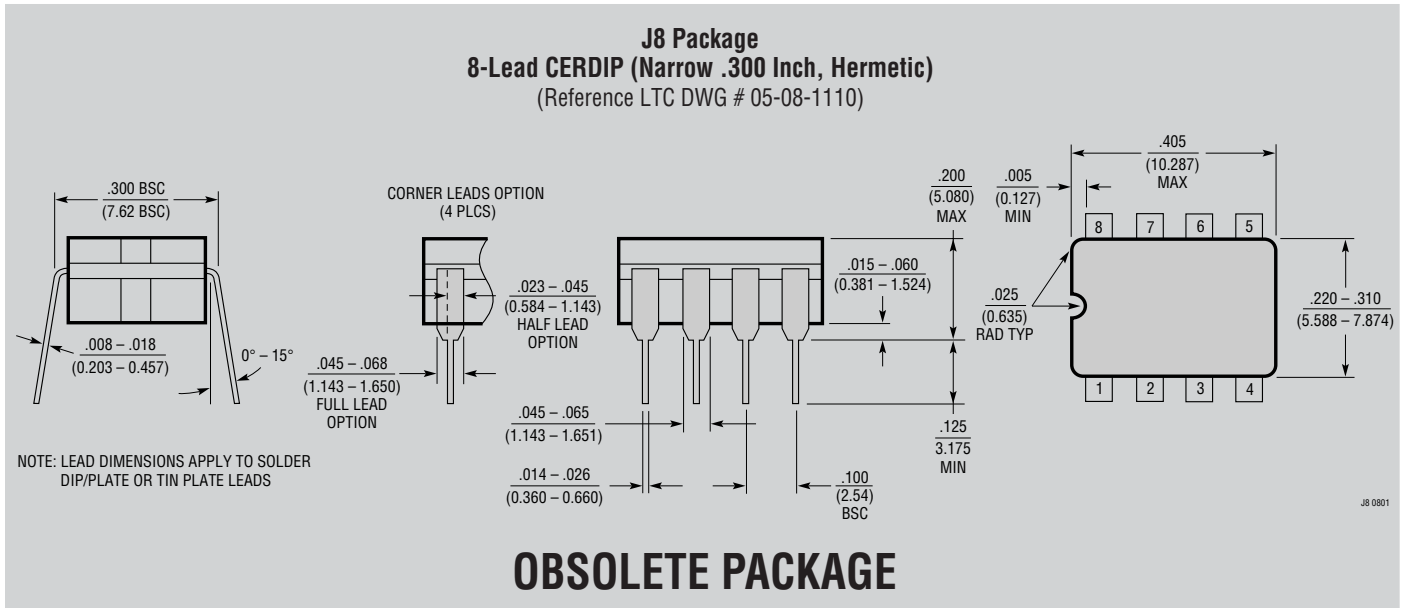 J8 Package
8-Lead CERDIP (Narrow .300 Inch, Hermetic)
(Reference LTC DWG # 05-08-1110)
.300 BSC
(7.62 BSC)
.008 – .018
(0.203 – 0.457)
0° – 15°
NOTE: LEAD DIMENSIONS APPLY TO SOLDER
DIP/PLATE OR TIN PLATE LEADS
CORNER LEADS OPTION
(4 PLCS)
.023 – .045
(0.584 – 1.143)
HALF LEAD
OPTION
.045 – .068
(1.143 – 1.650)
FULL LEAD
OPTION
.200
(5.080)
MAX
.015 – .060
(0.381 – 1.524)
.045 – .065
(1.143 – 1.651)
.014 – .026
(0.360 – 0.660)
.100
(2.54)
BSC
.125
3.175
MIN
.005
(0.127)
MIN
.405
(10.287)
MAX
8 7 6 5
.025
(0.635)
RAD TYP
.220 – .310
(5.588 – 7.874)
1 2 3 4
J8 0801
OBSOLETE PACKAGE